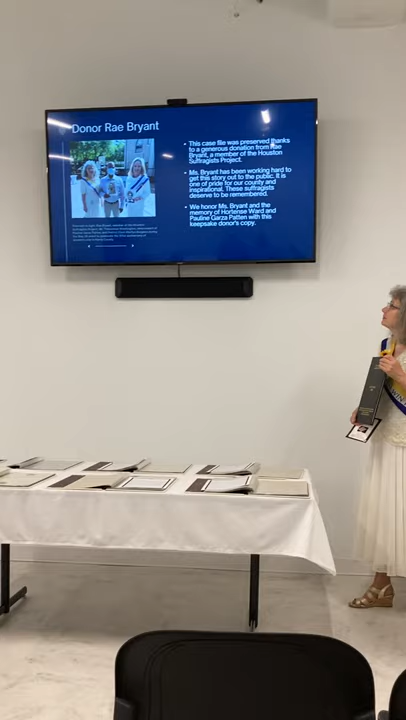 Donor Rae Bryant
• This case file was preserved thanks
to a generous donation from Rae
Bryant, a member of the Houston
Suffragists Project.
• Ms. Bryant has been working hard to
get this story out to the public. It is
one of pride for our county and
inspirational. These suffragists
deserve to be remembered.
• We honor Ms. Bryant and the
memory of Hortense Ward and
Pauline Garza Patten with this
keepsake donor's copy.